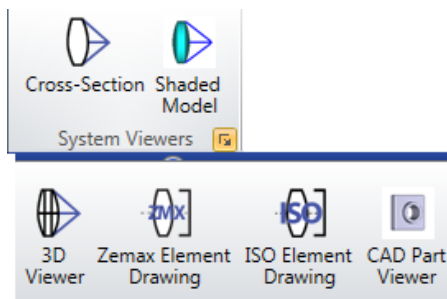 Cross-Section Shaded
Model
System Viewers
ZMX ISO
3D Zemax Element ISO Element CAD Part
Viewer Drawing Drawing Viewer